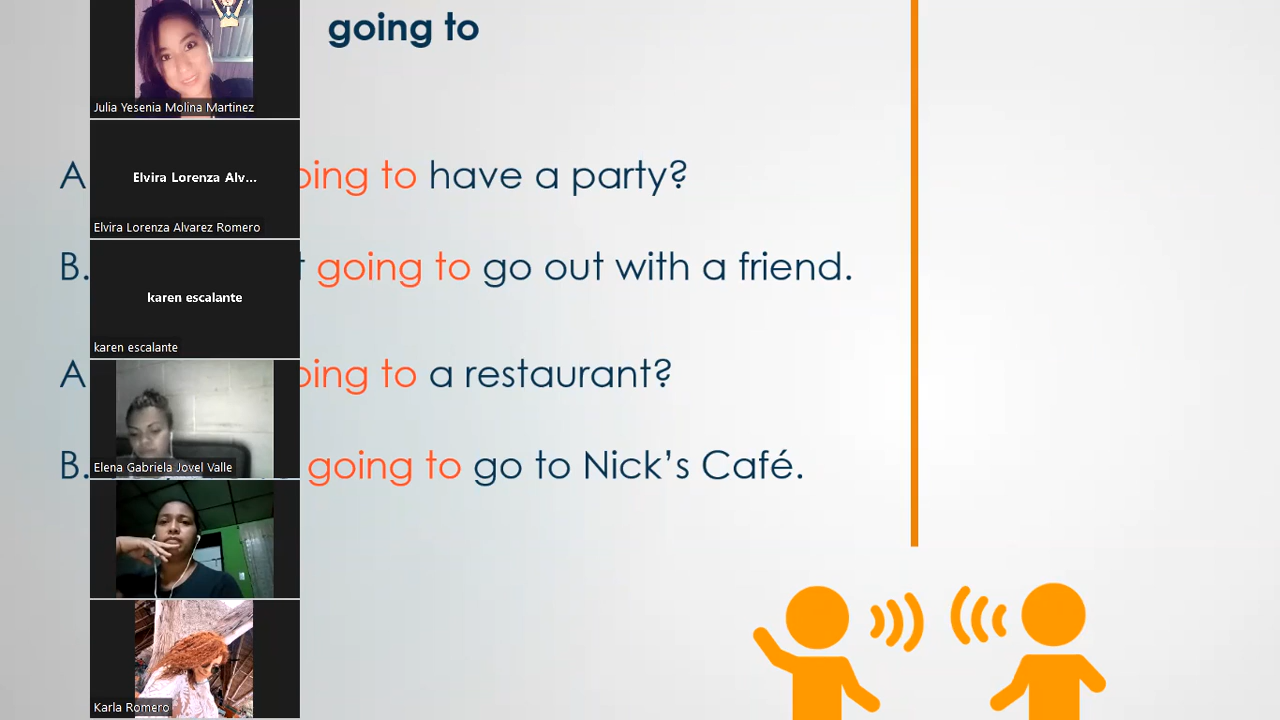 going to
Julia Yesenia Molina Martinez
A going to have a party?
Elvira Lorenza Alv...
Elvira Lorenza Alvarez Romero
B. going to go out with a friend.
karen escalante
karen escalante
A going to a restaurant?
B. going to go to Nick's Café.
Elena Gabriela Jovel Valle
Karla Romero